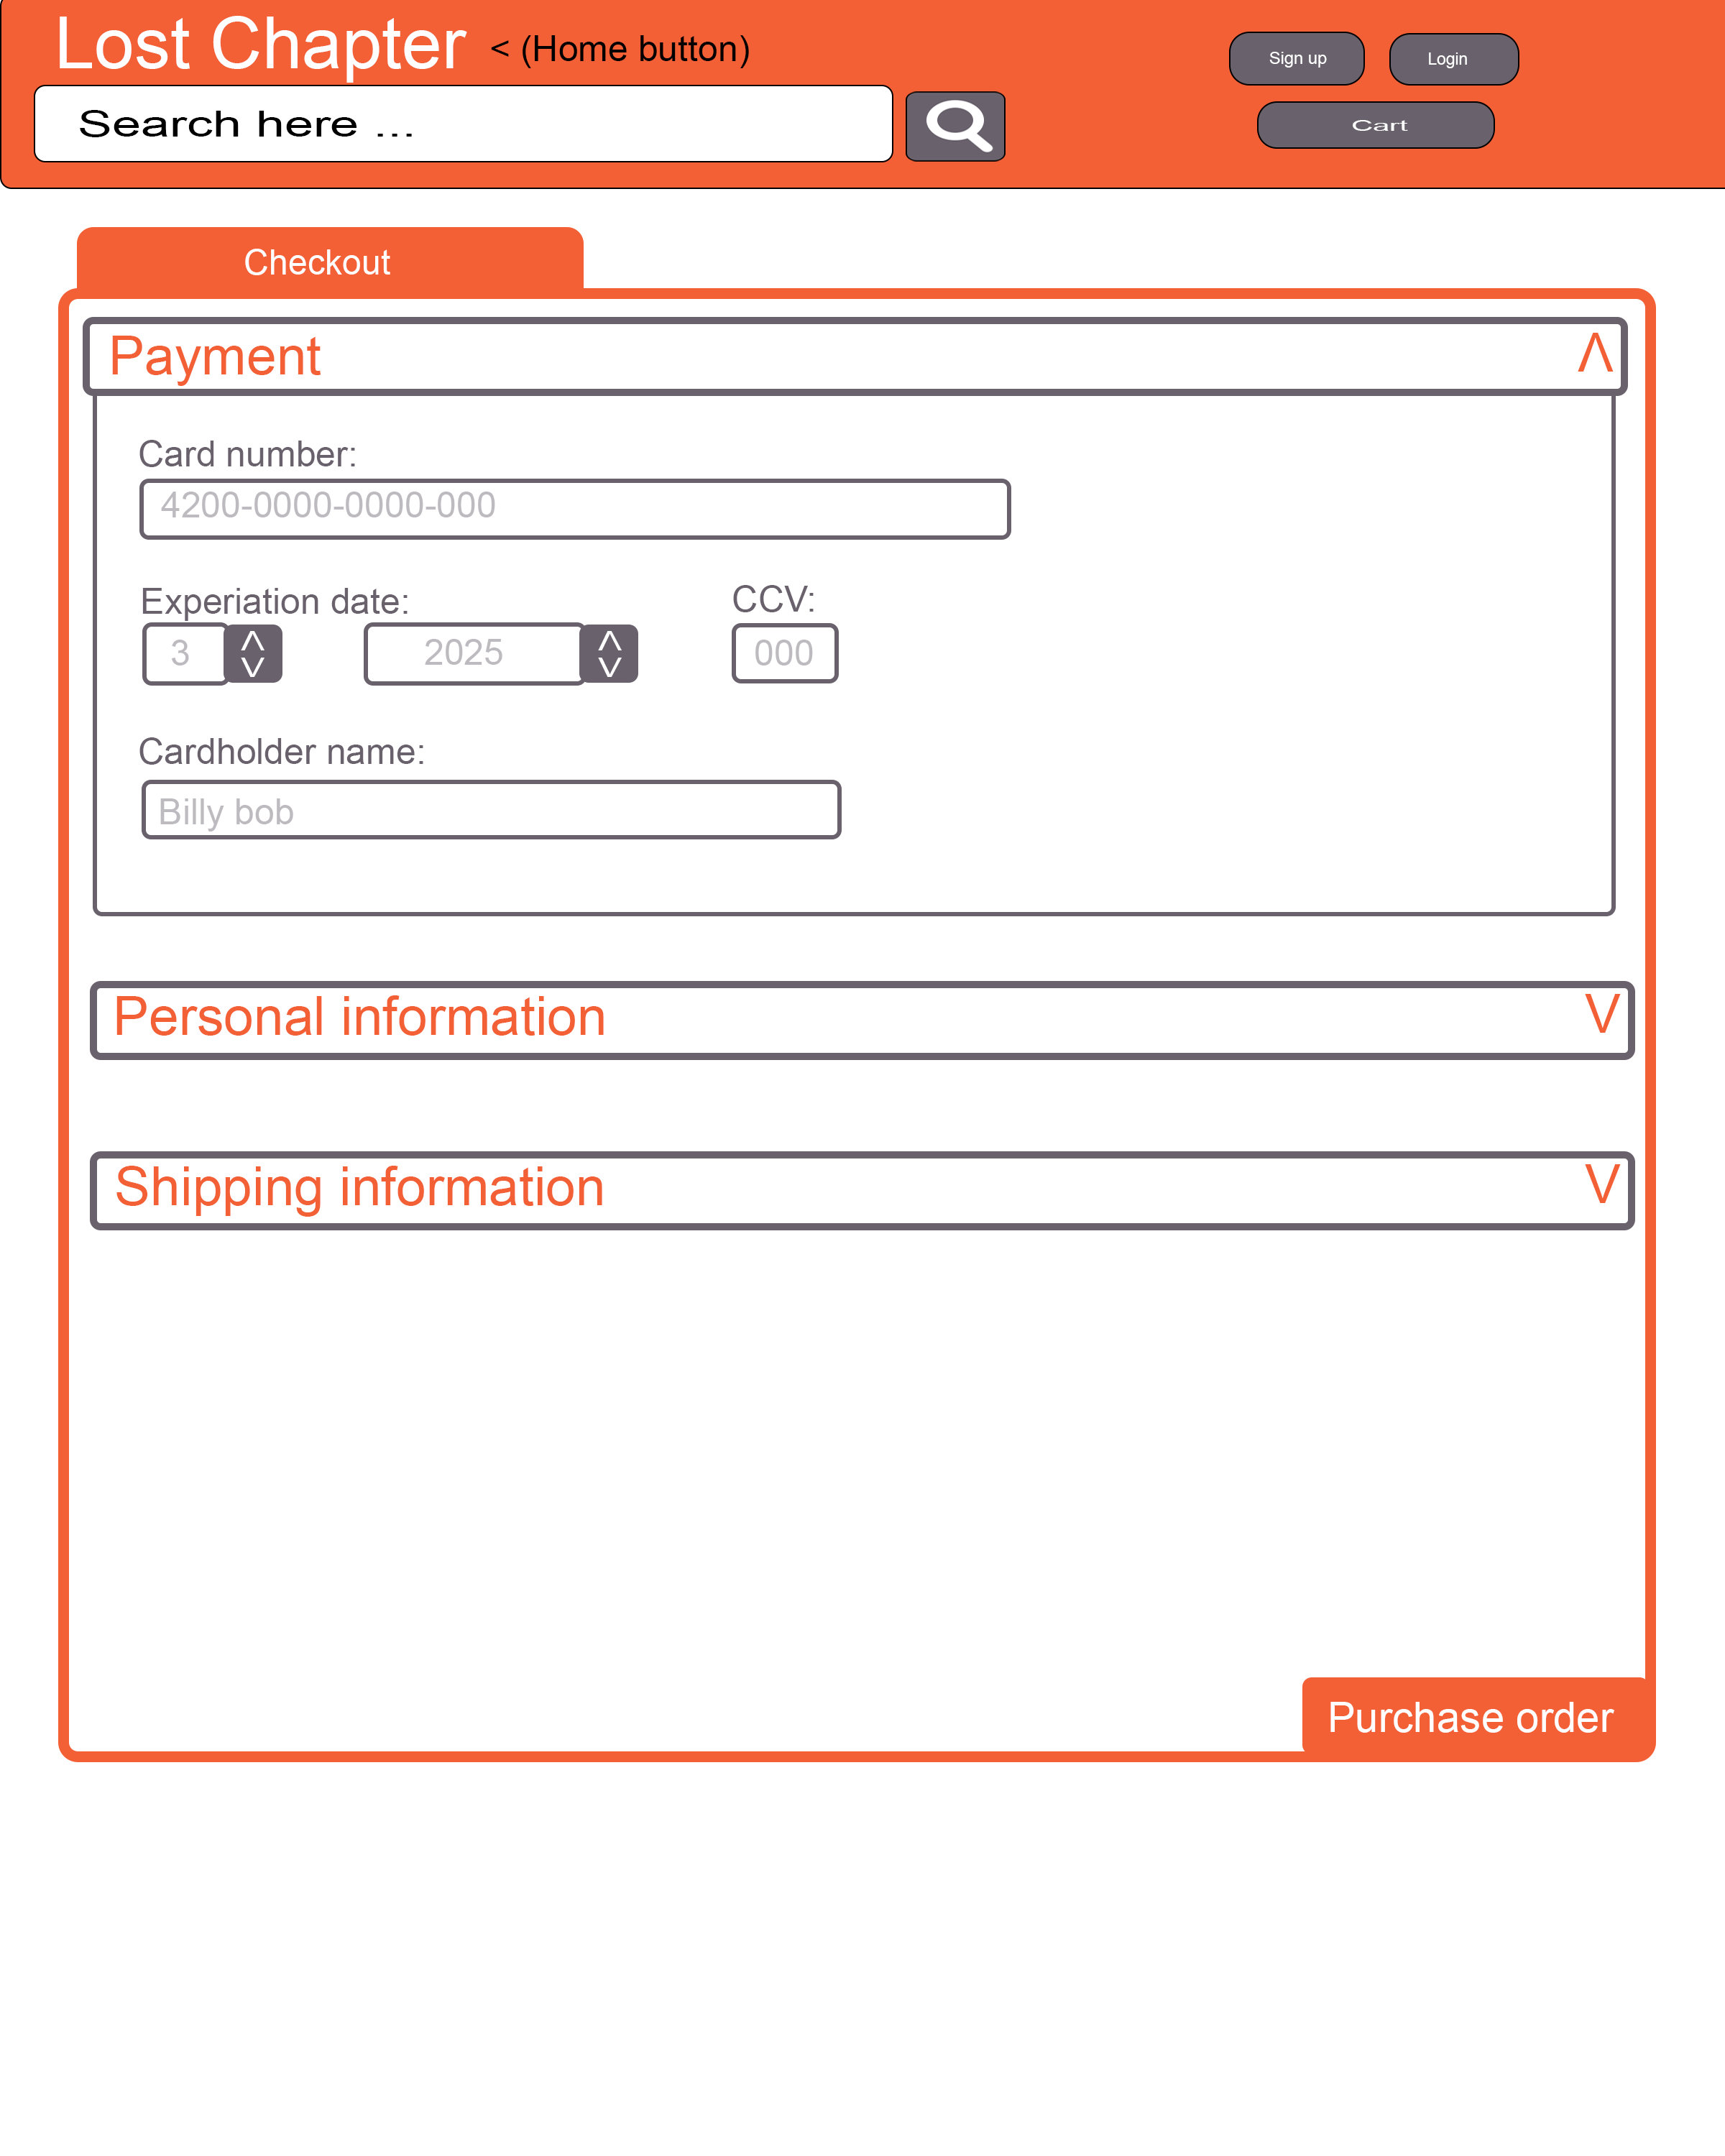 Lost Chapter < (Home button)
Sign up
Login
Search here ...
Cart
Checkout
Payment
Card number:
4200-0000-0000-000
Experiation date:
CCV:
3
2025
000
Cardholder name:
Billy bob
Personal information
Shipping information
Purchase order